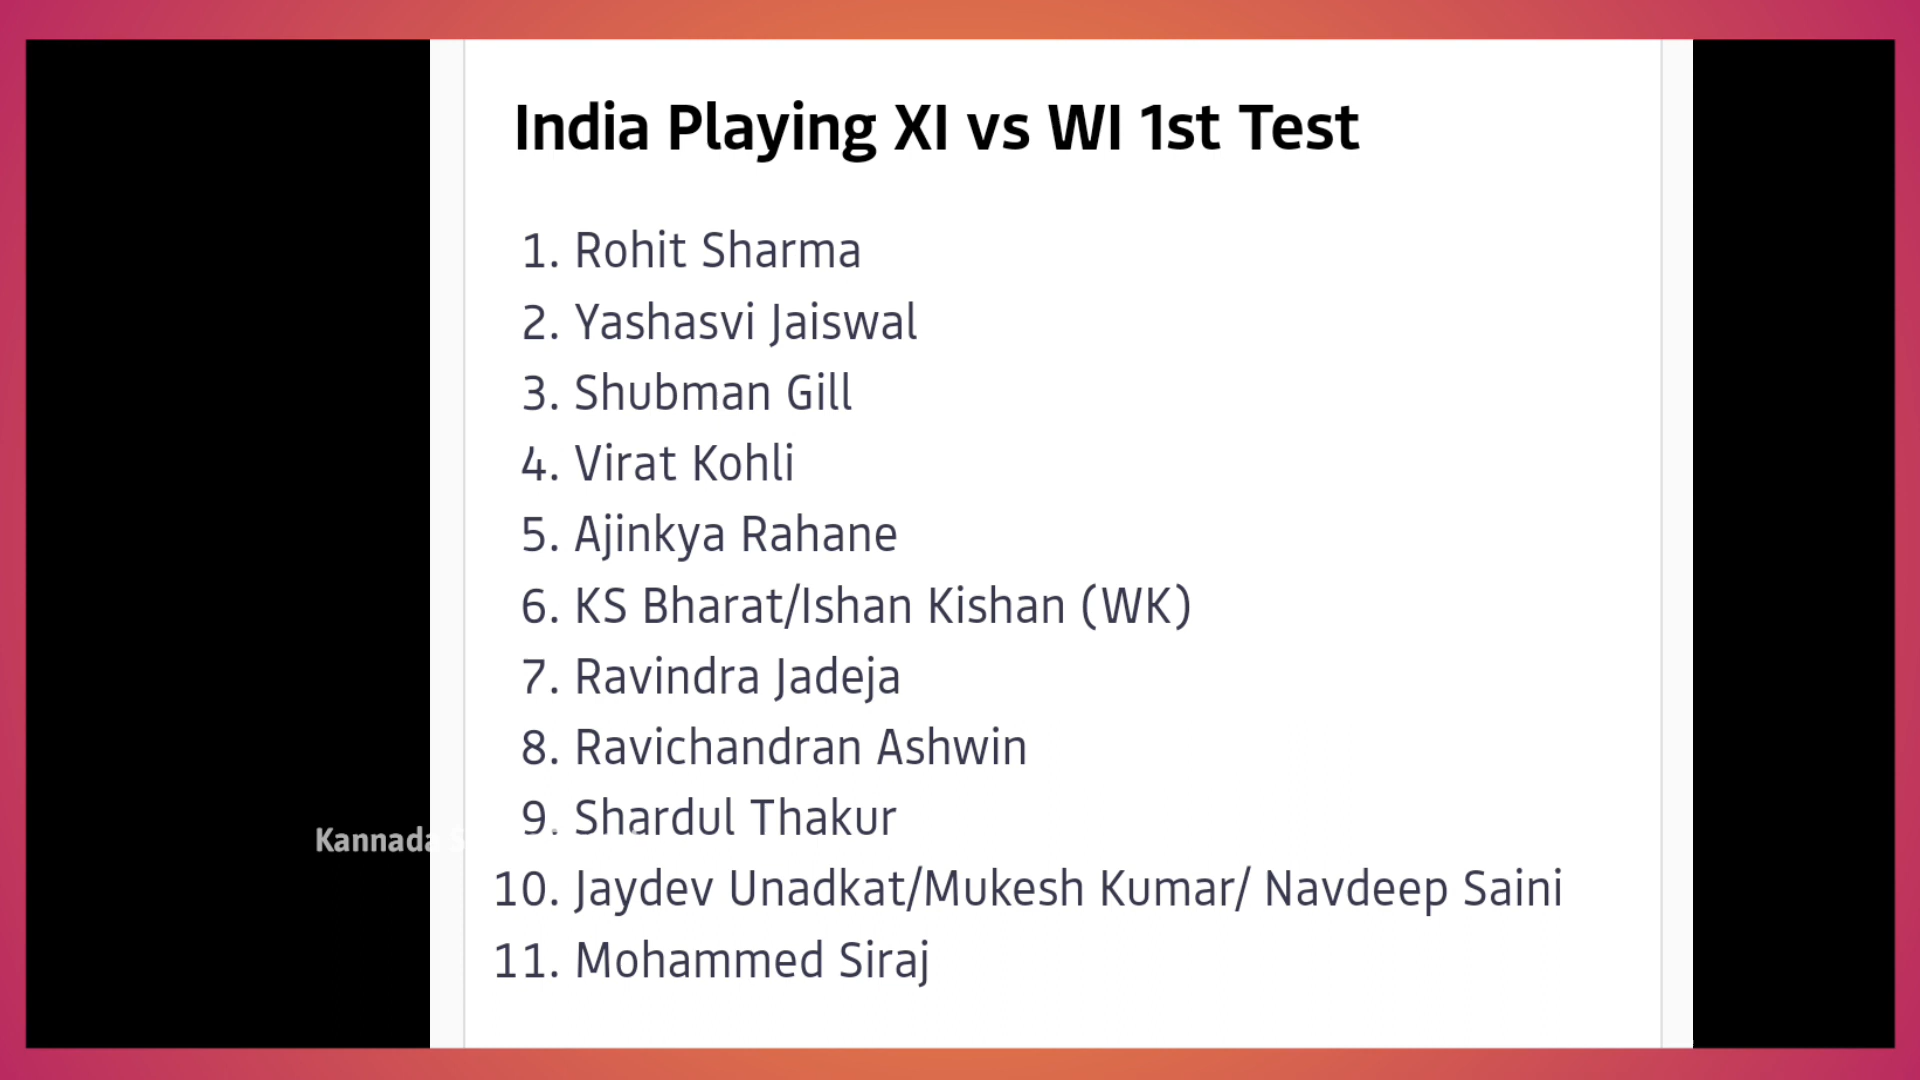 India Playing XI vs WI 1st Test
1. Rohit Sharma
2. Yashasvi Jaiswal
3. Shubman Gill
4. Virat Kohli
5. Ajinkya Rahane
6. KS Bharat/Ishan Kishan (WK)
7. Ravindra Jadeja
8. Ravichandran Ashwin
9. Shardul Thakur
Kannada
10. Jaydev Unadkat/Mukesh Kumar/ Navdeep Saini
11. Mohammed Siraj